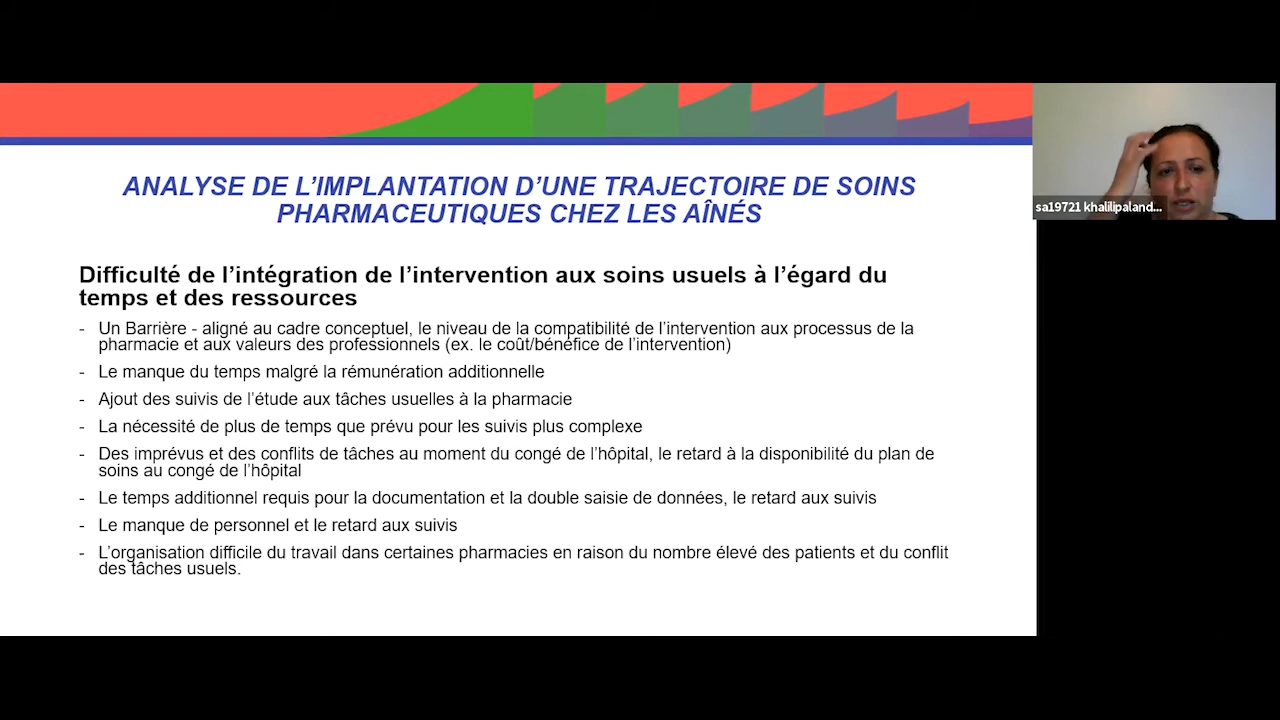 ANALYSE DE L’IMPLANTATION D’UNE TRAJECTOIRE DE SOINS
PHARMACEUTIQUES CHEZ LES AÎNÉS
sa19721 khalilipaland...
Difficulté de l’intégration de l’intervention aux soins usuels à l’égard du
temps et des ressources
- Un Barrière - aligné au cadre conceptuel, le niveau de la compatibilité de l’intervention aux processus de la
pharmacie et aux valeurs des professionnels (ex. le coût/bénéfice de l’intervention)
- Le manque du temps malgré la rémunération additionnelle
- Ajout des suivis de l’étude aux tâches usuelles à la pharmacie
- La nécessité de plus de temps que prévu pour les suivis plus complexe
- Des imprévus et des conflits de tâches au moment du congé de l’hôpital, le retard à la disponibilité du plan de
soins au congé de l’hôpital
- Le temps additionnel requis pour la documentation et la double saisie de données, le retard aux suivis
- Le manque de personnel et le retard aux suivis
- L’organisation difficile du travail dans certaines pharmacies en raison du nombre élevé des patients et du conflit
des tâches usuels.